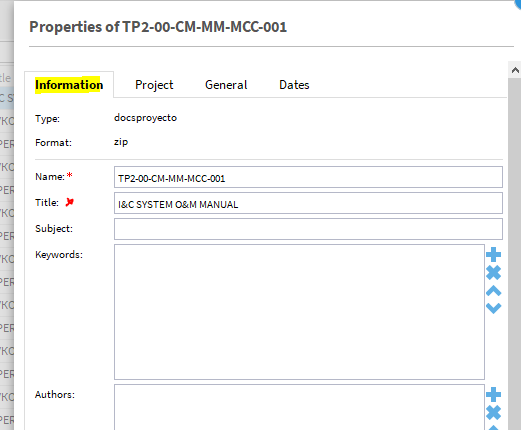 Properties of TP2-00-CM-MM-MCC-001
Information Project General Dates
Type: docsproyecto
Format: zip
Name:* TP2-00-CM-MM-MCC-001
Title: I&C SYSTEM O&M MANUAL
Subject:
Keywords:
Authors: